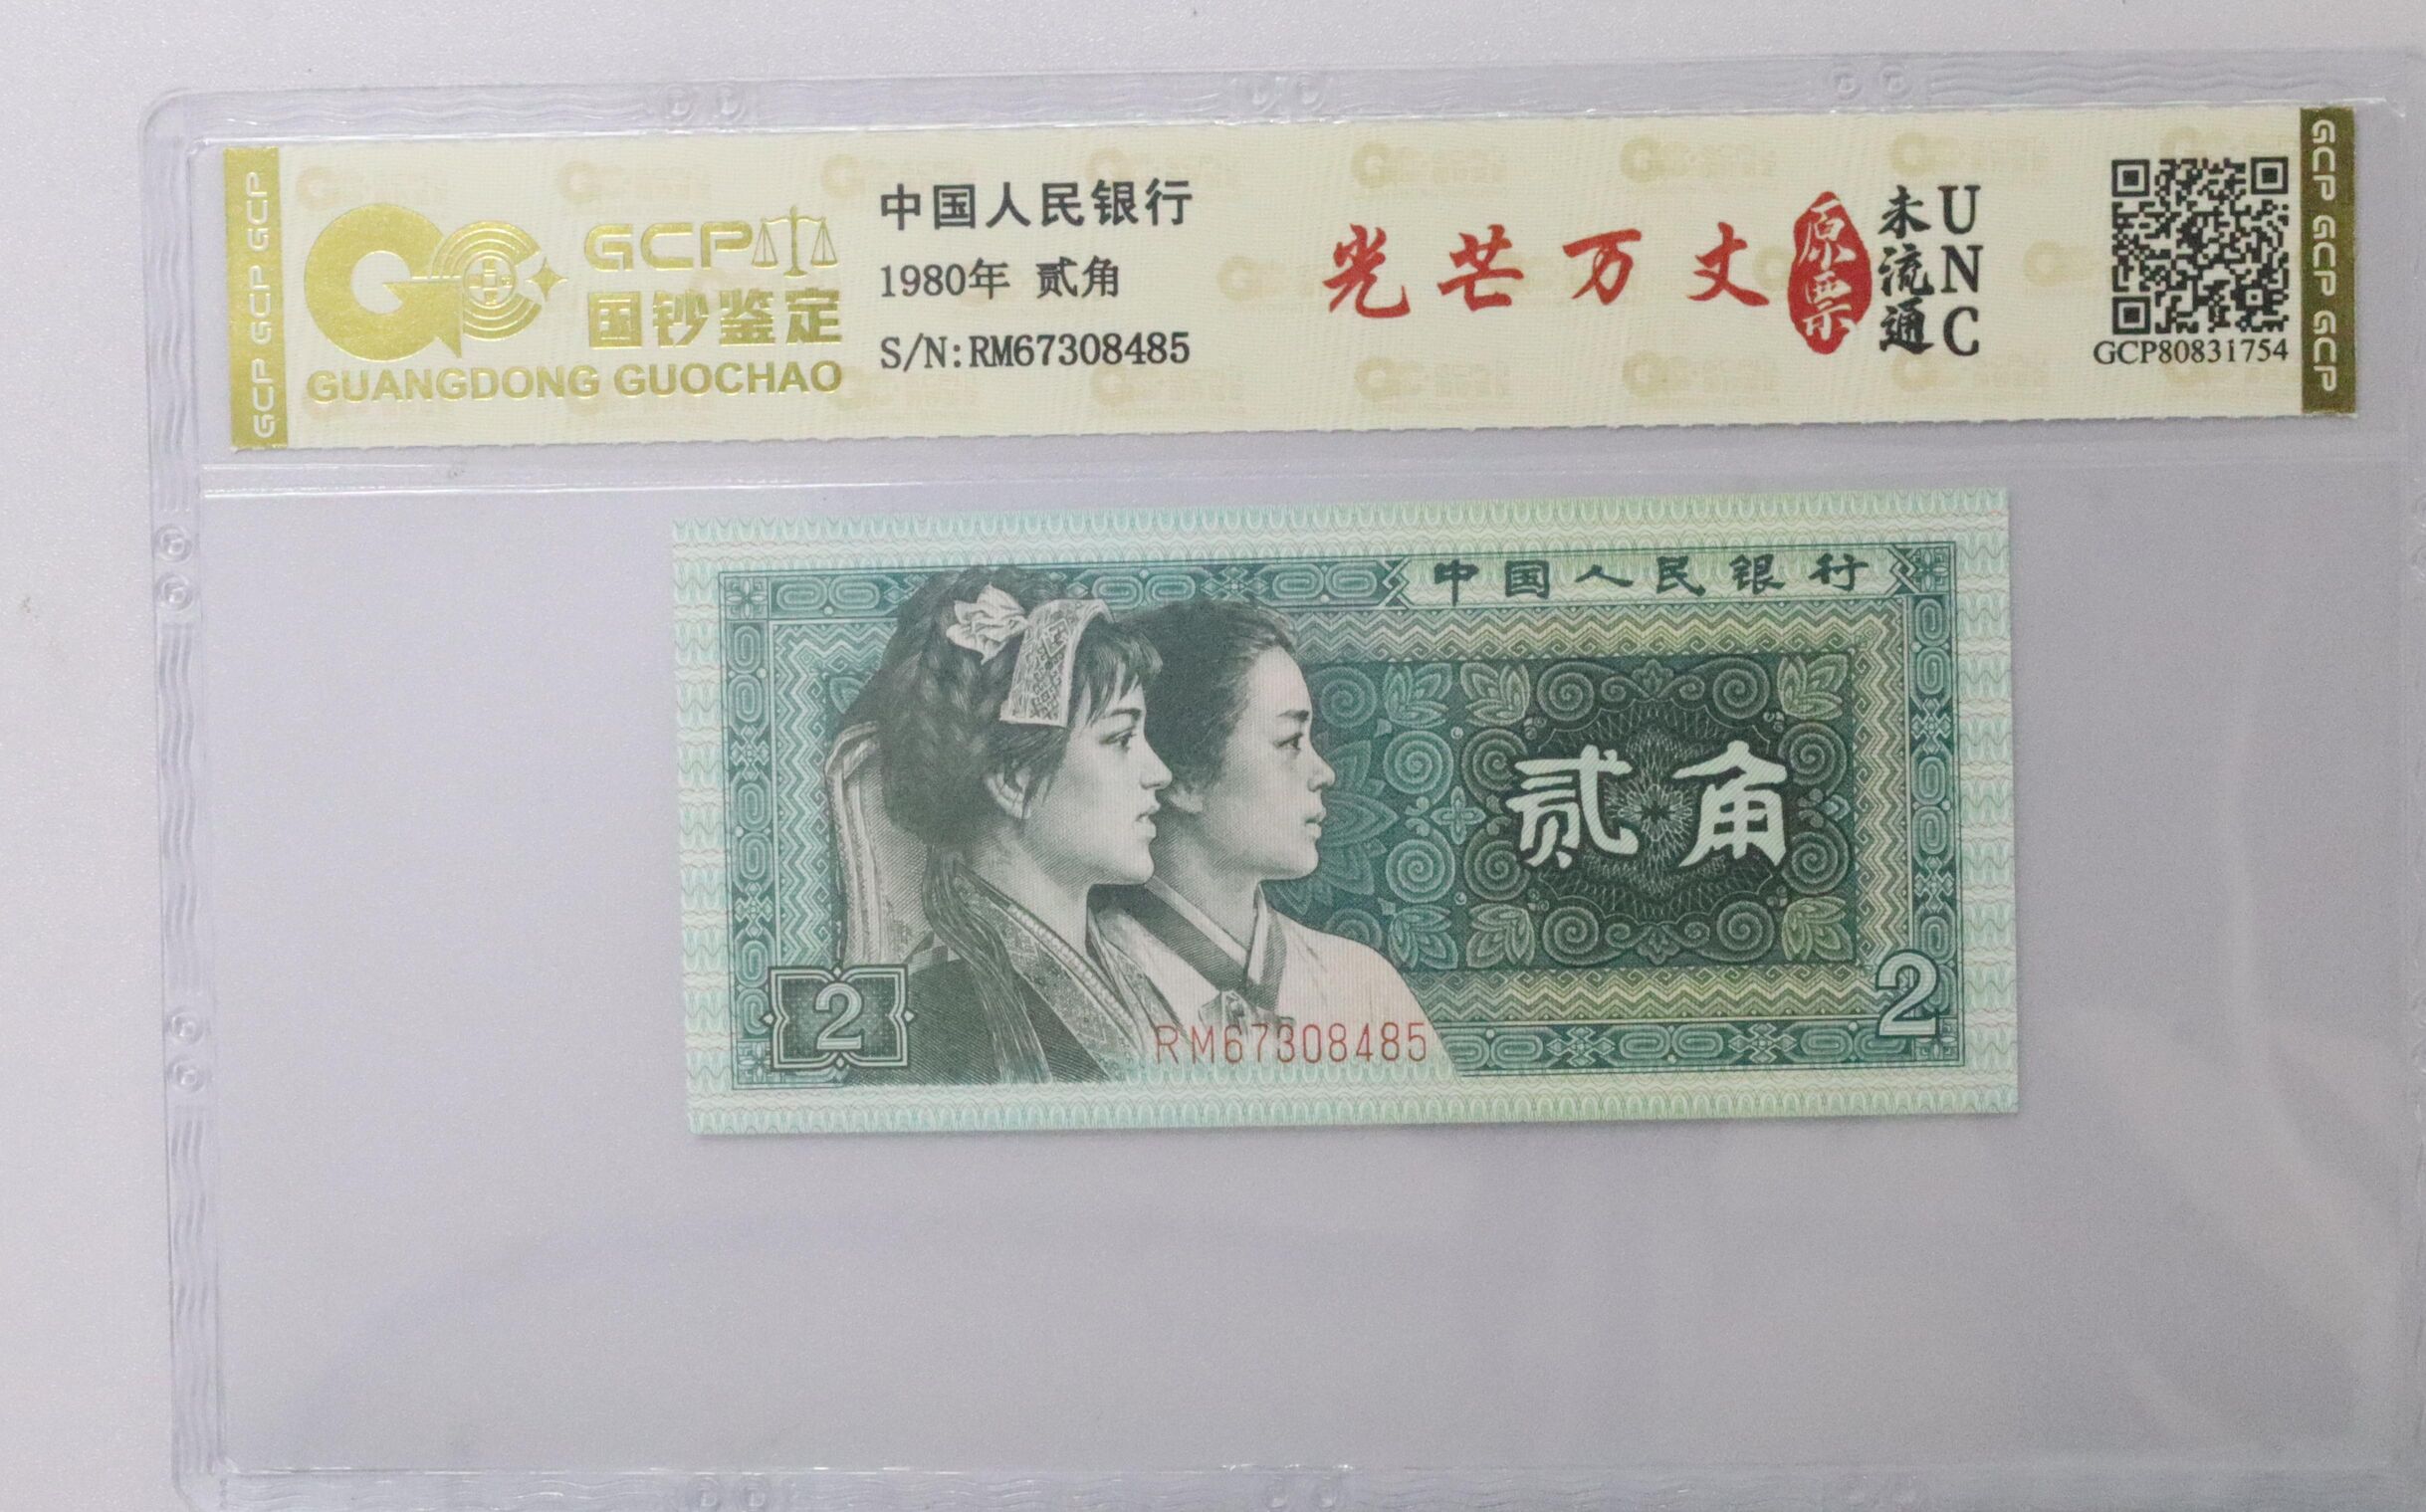 GCP GCP GCP
GCP
国钞鉴定
GUANGDONG GUOCHAO
中国人民银行
1980年 贰角
S/N:RM67308485
光芒万丈
原票
未流通
UNC
GCP80831754
GCP GCP GCP
中国人民银行
贰角
2
RM67308485
2